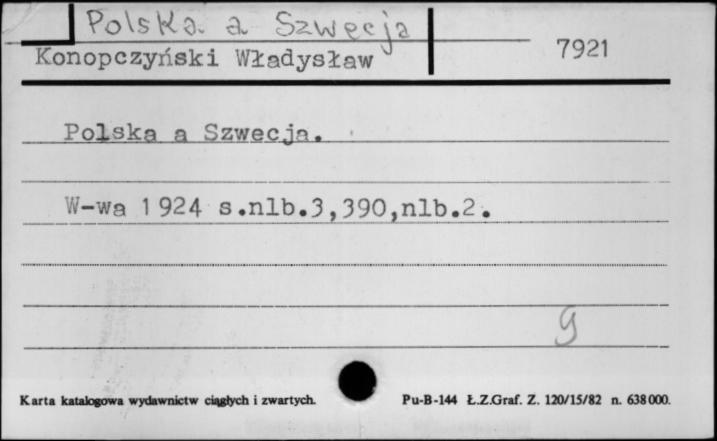 Polska a Szwecja
Konopczyński Władysław
7921
Polska a Szwecja.
W-wa 1924 s.nlb.3,390,nlb.2.
g
Karta katalogowa wydawnictw ciągłych i zwartych. Pu-B-144 Ł.Z.Graf. Z. 120/15/82 n. 638000.